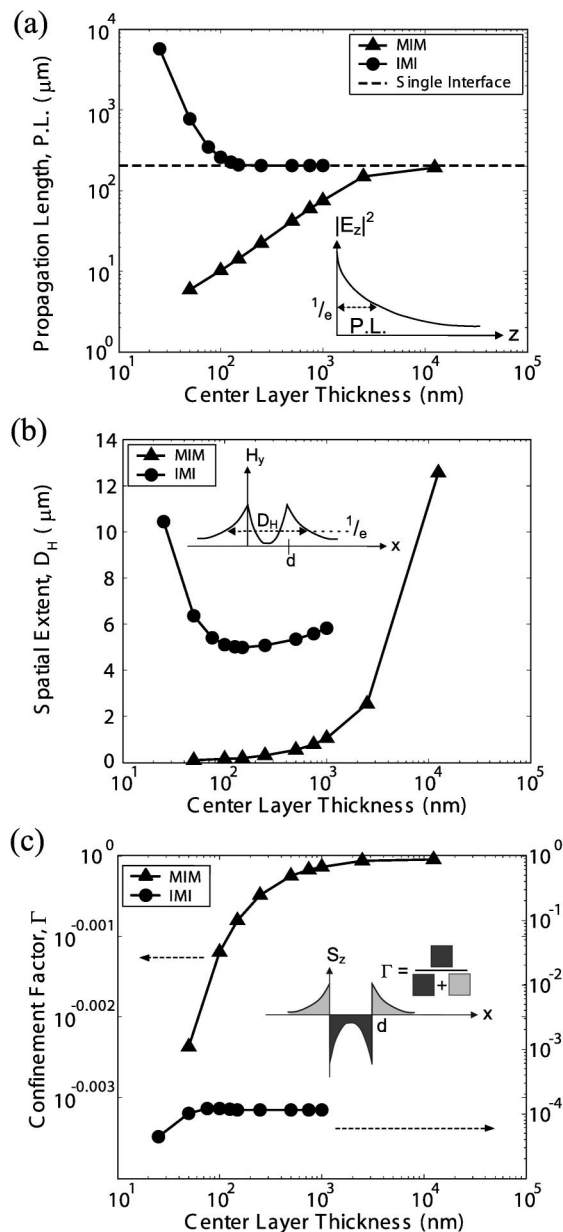 (a)
Propagation Length, P.L. (μm)
10^4
10^3
10^2
10^1
10^0
MIM
IMI
Single Interface
|E_z|^2
1/e
P.L.
z
10^1 10^2 10^3 10^4 10^5
Center Layer Thickness (nm)
(b)
Spatial Extent, D_H (μm)
14
12
10
8
6
4
2
0
MIM
IMI
H_y
D_H
1/e
x
d
10^1 10^2 10^3 10^4 10^5
Center Layer Thickness (nm)
(c)
Confinement Factor, Γ
10^0
10^-0.001
10^-0.002
10^-0.003
MIM
IMI
S_z
Γ =
+
x
d
10^0
10^-1
10^-2
10^-3
10^-4
10^1 10^2 10^3 10^4 10^5
Center Layer Thickness (nm)